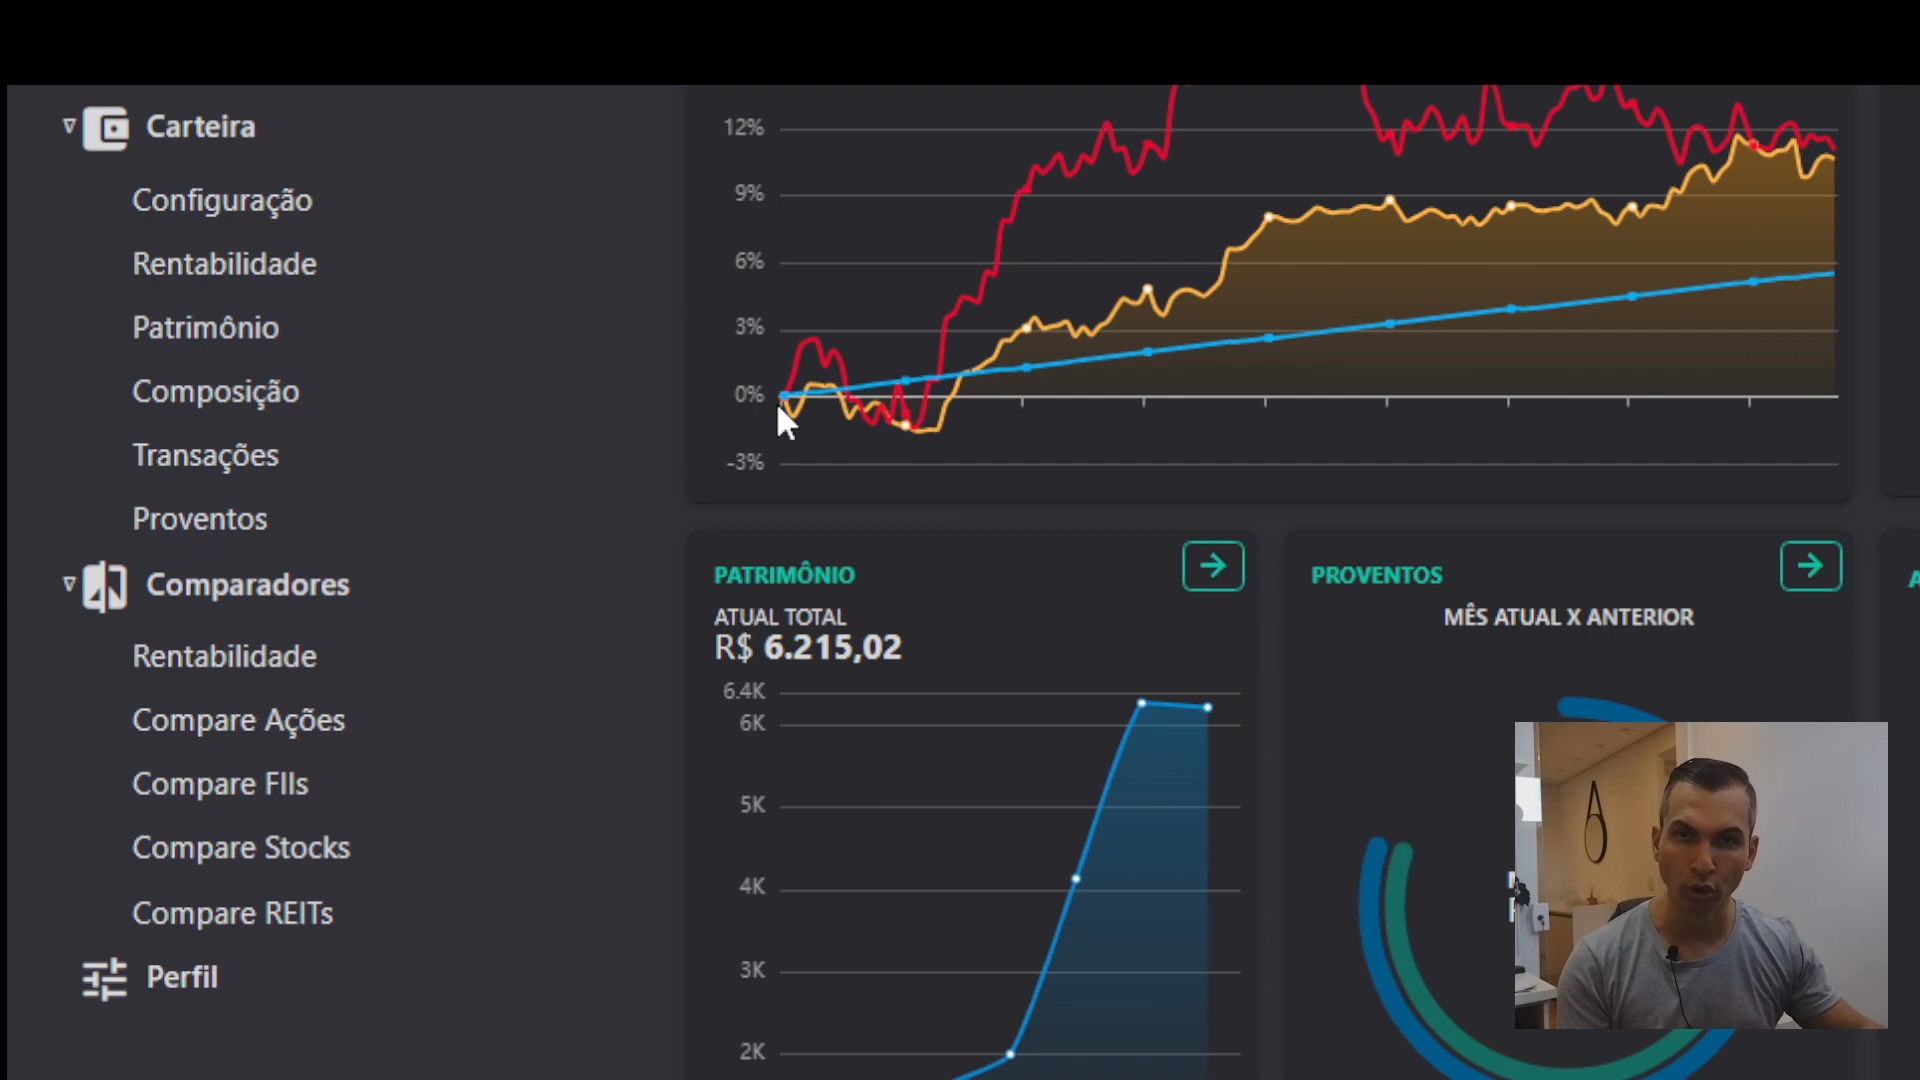 Carteira
Configuração
Rentabilidade
Patrimônio
Composição
Transações
Proventos
Comparadores
Rentabilidade
Compare Ações
Compare FIIs
Compare Stocks
Compare REITs
Perfil
12%
9%
6%
3%
0%
-3%
PATRIMÔNIO
ATUAL TOTAL
R$ 6.215,02
6.4K
6K
5K
4K
3K
2K
PROVENTOS
MÊS ATUAL X ANTERIOR